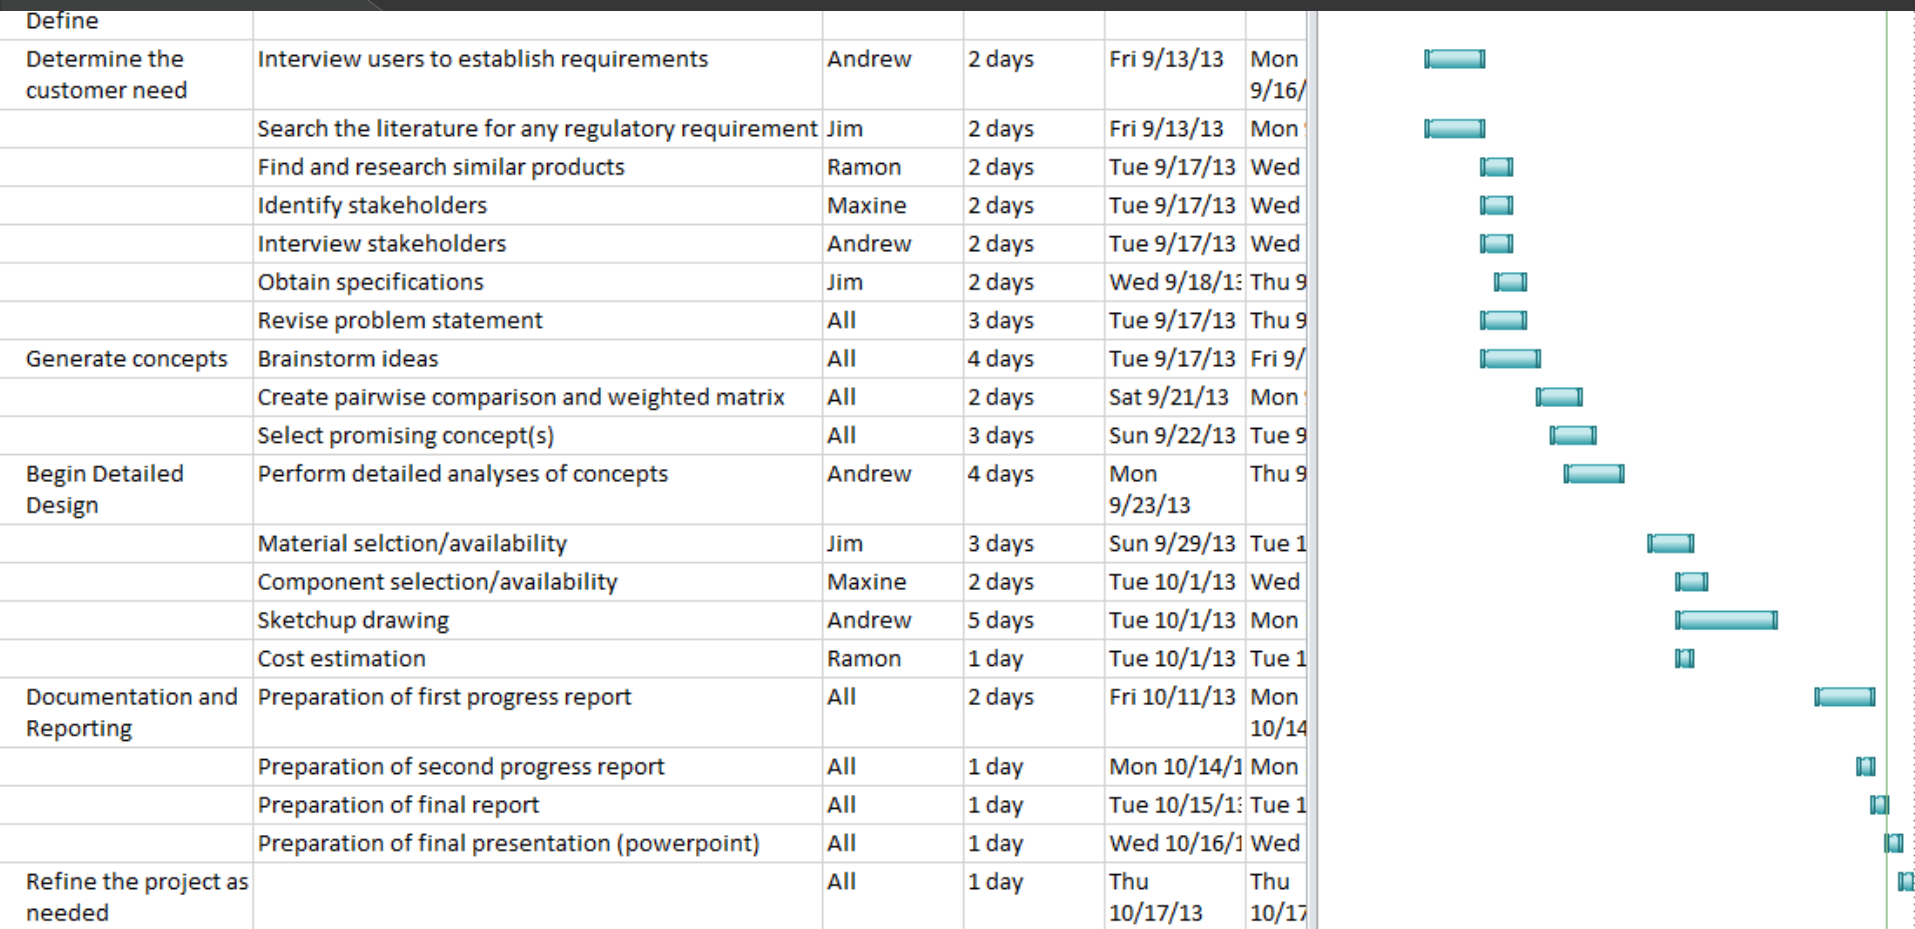 Define
Determine the customer need Interview users to establish requirements Andrew 2 days Fri 9/13/13 Mon 9/16/
Search the literature for any regulatory requirement Jim 2 days Fri 9/13/13 Mon
Find and research similar products Ramon 2 days Tue 9/17/13 Wed
Identify stakeholders Maxine 2 days Tue 9/17/13 Wed
Interview stakeholders Andrew 2 days Tue 9/17/13 Wed
Obtain specifications Jim 2 days Wed 9/18/13 Thu 9
Revise problem statement All 3 days Tue 9/17/13 Thu 9
Generate concepts Brainstorm ideas All 4 days Tue 9/17/13 Fri 9/
Create pairwise comparison and weighted matrix All 2 days Sat 9/21/13 Mon
Select promising concept(s) All 3 days Sun 9/22/13 Tue 9
Begin Detailed Design Perform detailed analyses of concepts Andrew 4 days Mon 9/23/13 Thu 9
Material selction/availability Jim 3 days Sun 9/29/13 Tue 1
Component selection/availability Maxine 2 days Tue 10/1/13 Wed
Sketchup drawing Andrew 5 days Tue 10/1/13 Mon
Cost estimation Ramon 1 day Tue 10/1/13 Tue 1
Documentation and Reporting Preparation of first progress report All 2 days Fri 10/11/13 Mon 10/14
Preparation of second progress report All 1 day Mon 10/14/1 Mon
Preparation of final report All 1 day Tue 10/15/13 Tue 1
Preparation of final presentation (powerpoint) All 1 day Wed 10/16/1 Wed
Refine the project as needed All 1 day Thu 10/17/13 Thu 10/17